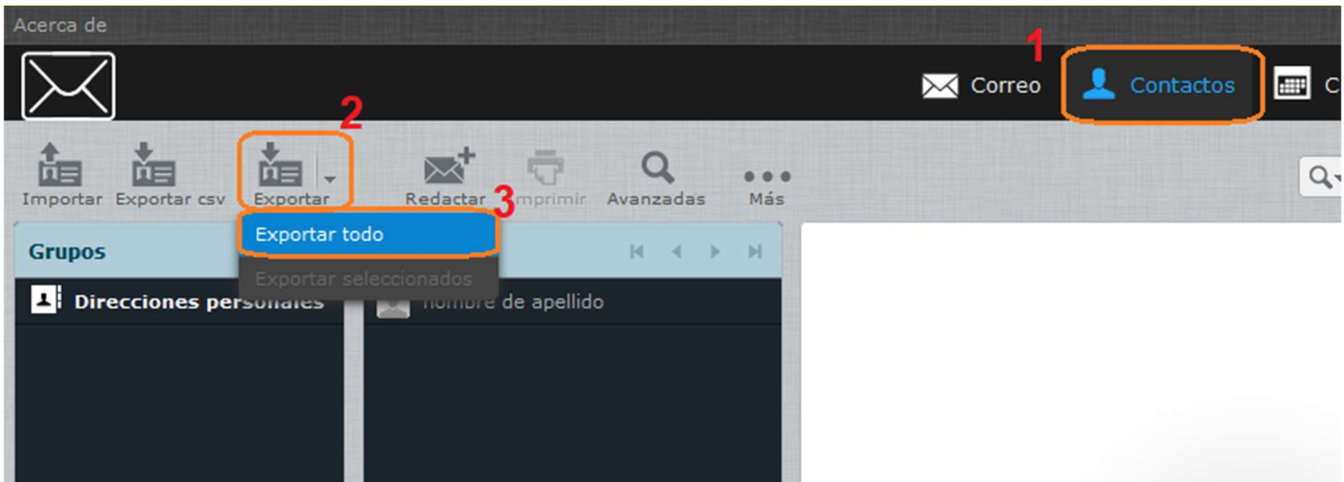 Acerca de
1
Correo
Contactos
C
2
Importar
Exportar csv
Exportar
Redactar
3
mprimir
Avanzadas
Más
Exportar todo
Exportar seleccionados
Grupos
Direcciones personales
nombre de apellido